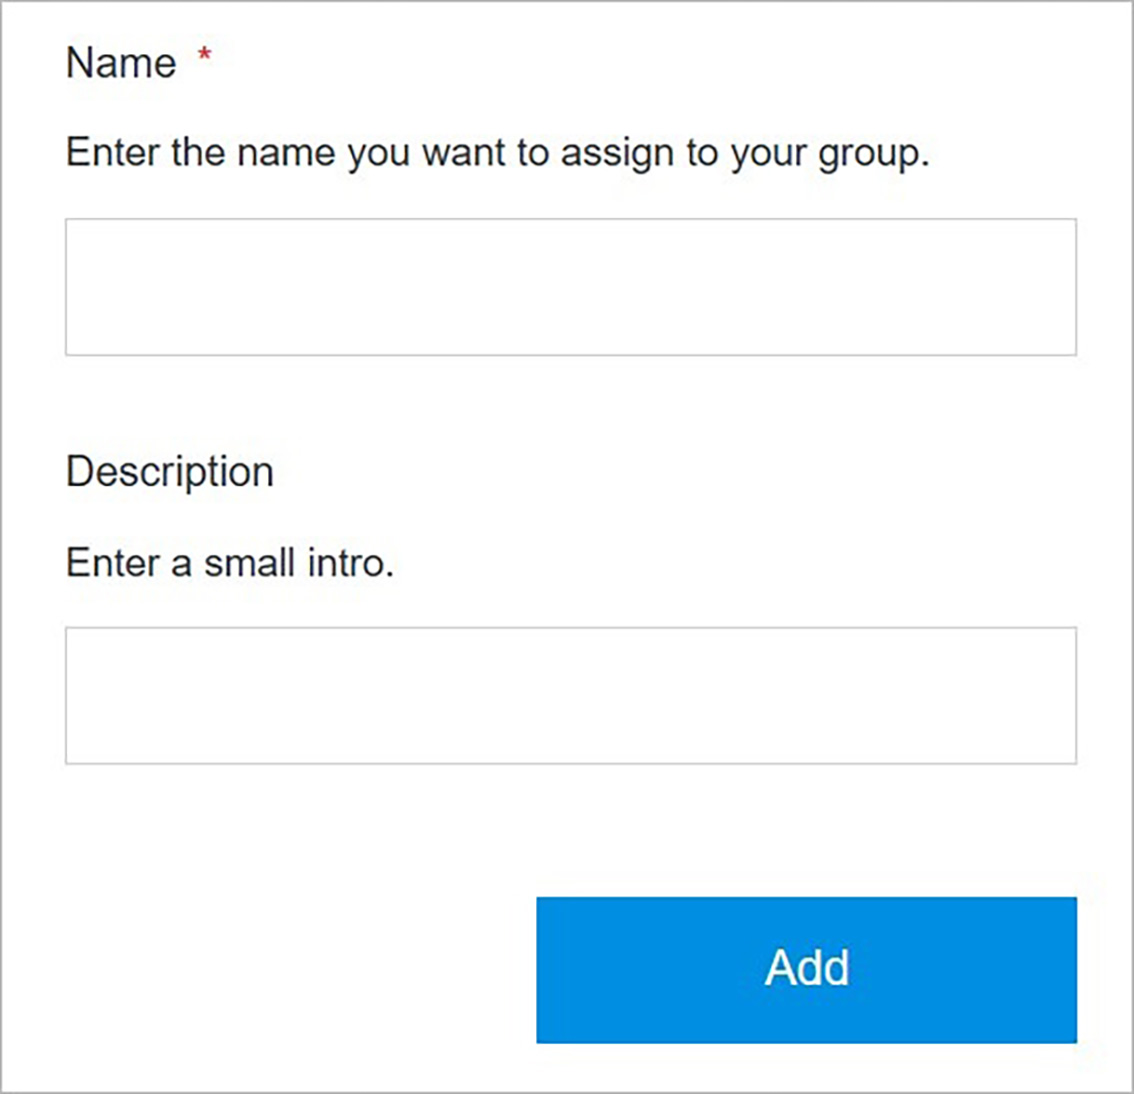 Name *
Enter the name you want to assign to your group.
Description
Enter a small intro.
Add